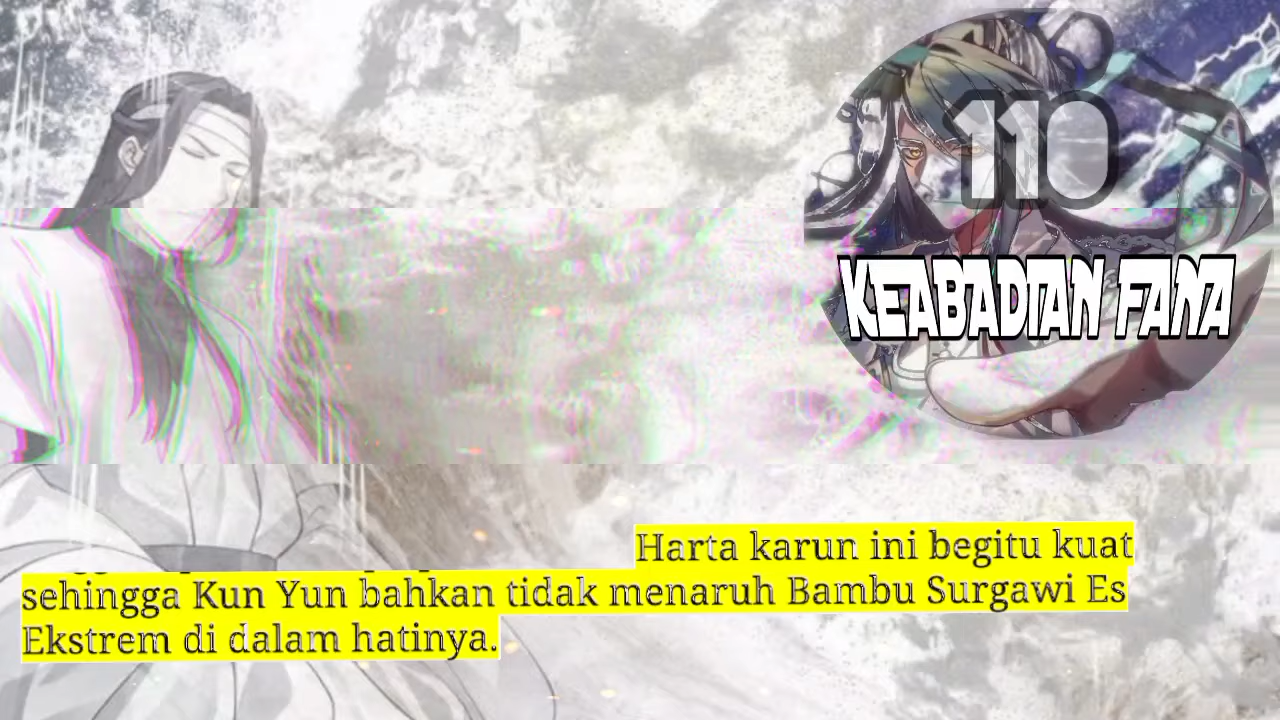 110
KEABADIAN FANA
Harta karun ini begitu kuat
sehingga Kun Yun bahkan tidak menaruh Bambu Surgawi Es
Ekstrem di dalam hatinya.